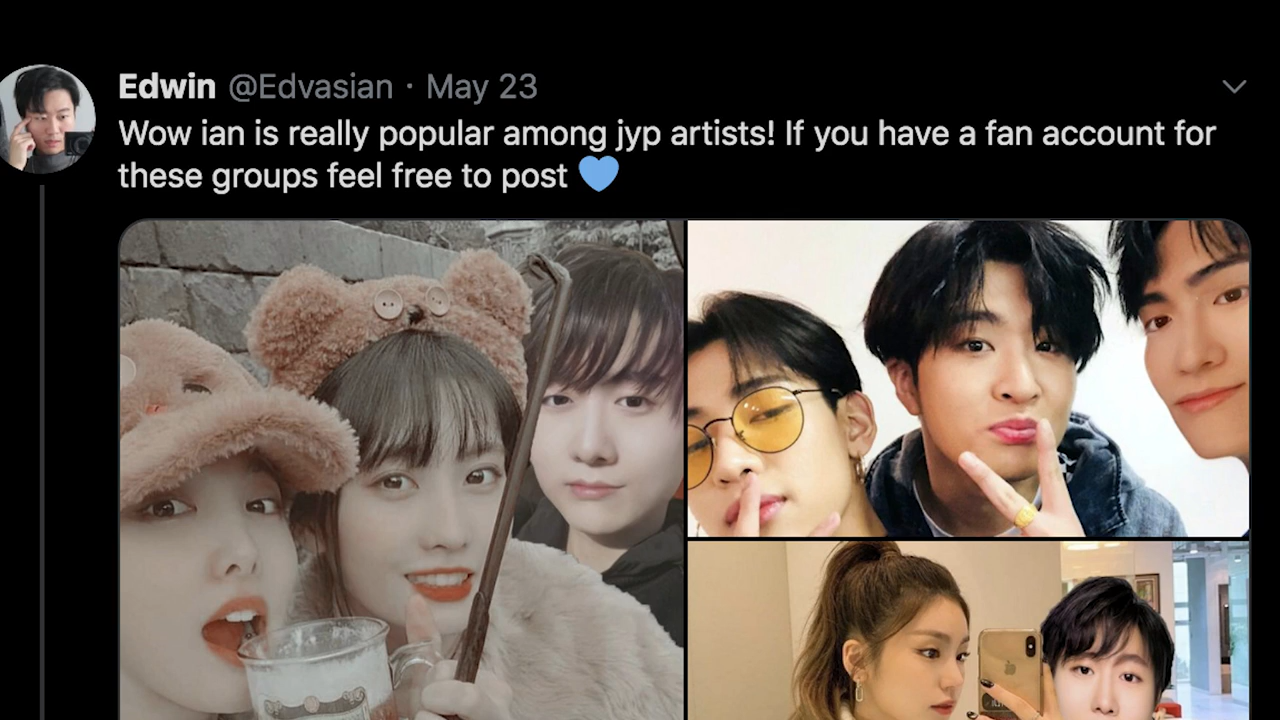 Edwin @Edvasian · May 23
Wow ian is really popular among jyp artists! If you have a fan account for
these groups feel free to post 💙